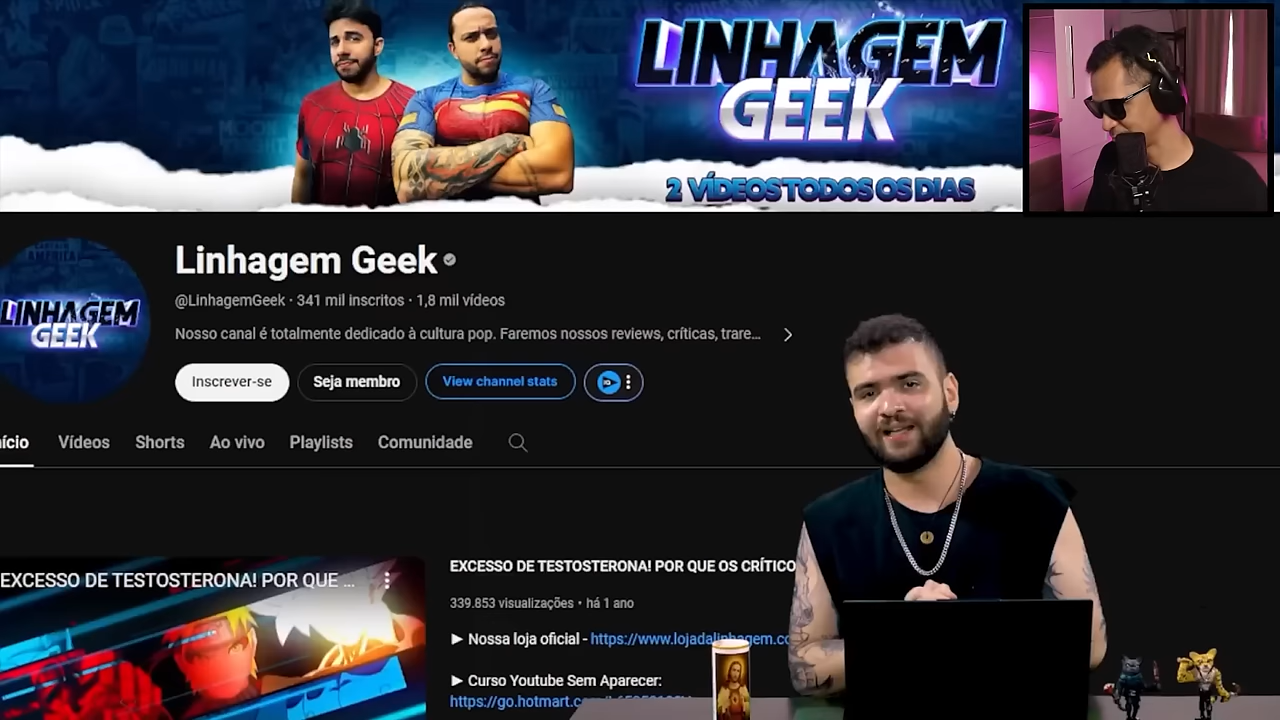 LINHAGEM
GEEK
2 VÍDEOS TODOS OS DIAS
LINHAGEM
GEEK
Linhagem Geek
@LinhagemGeek · 341 mil inscritos · 1,8 mil vídeos
Nosso canal é totalmente dedicado à cultura pop. Faremos nossos reviews, críticas, trare...
Inscrever-se
Seja membro
View channel stats
ício
Vídeos
Shorts
Ao vivo
Playlists
Comunidade
EXCESSO DE TESTOSTERONA! POR QUE ...
EXCESSO DE TESTOSTERONA! POR QUE OS CRÍTICO
339.853 visualizações • há 1 ano
► Nossa loja oficial - https://www.lojadalinhagem.co
► Curso Youtube Sem Aparecer: